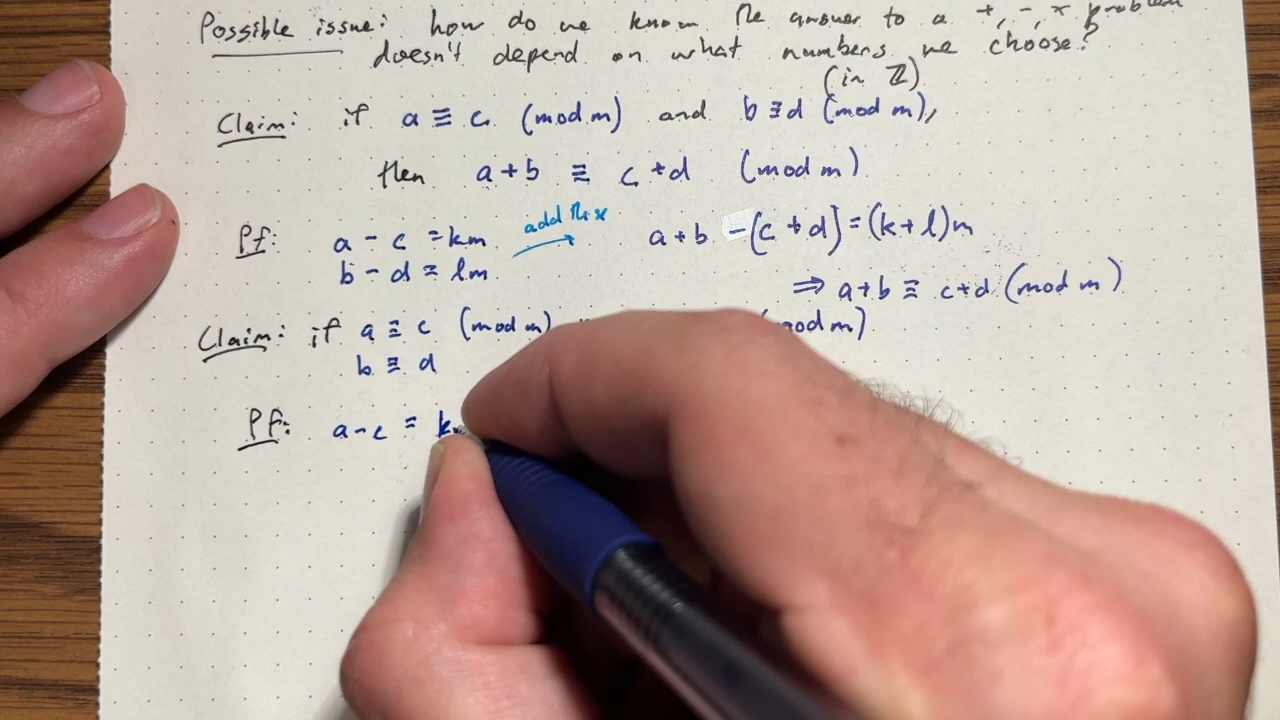 Possible issue: how do we know the answer to a +, -, × problem
doesn't depend on what numbers we choose?
(in ℤ)
Claim: if a ≡ c (mod m) and b ≡ d (mod m),
then a+b ≡ c+d (mod m)
Pf: a - c = km add these a+b -(c+d) = (k+l)m
b - d = lm
⇒ a+b ≡ c+d (mod m)
Claim: if a ≡ c (mod m) mod m)
b ≡ d
Pf: a-c = k